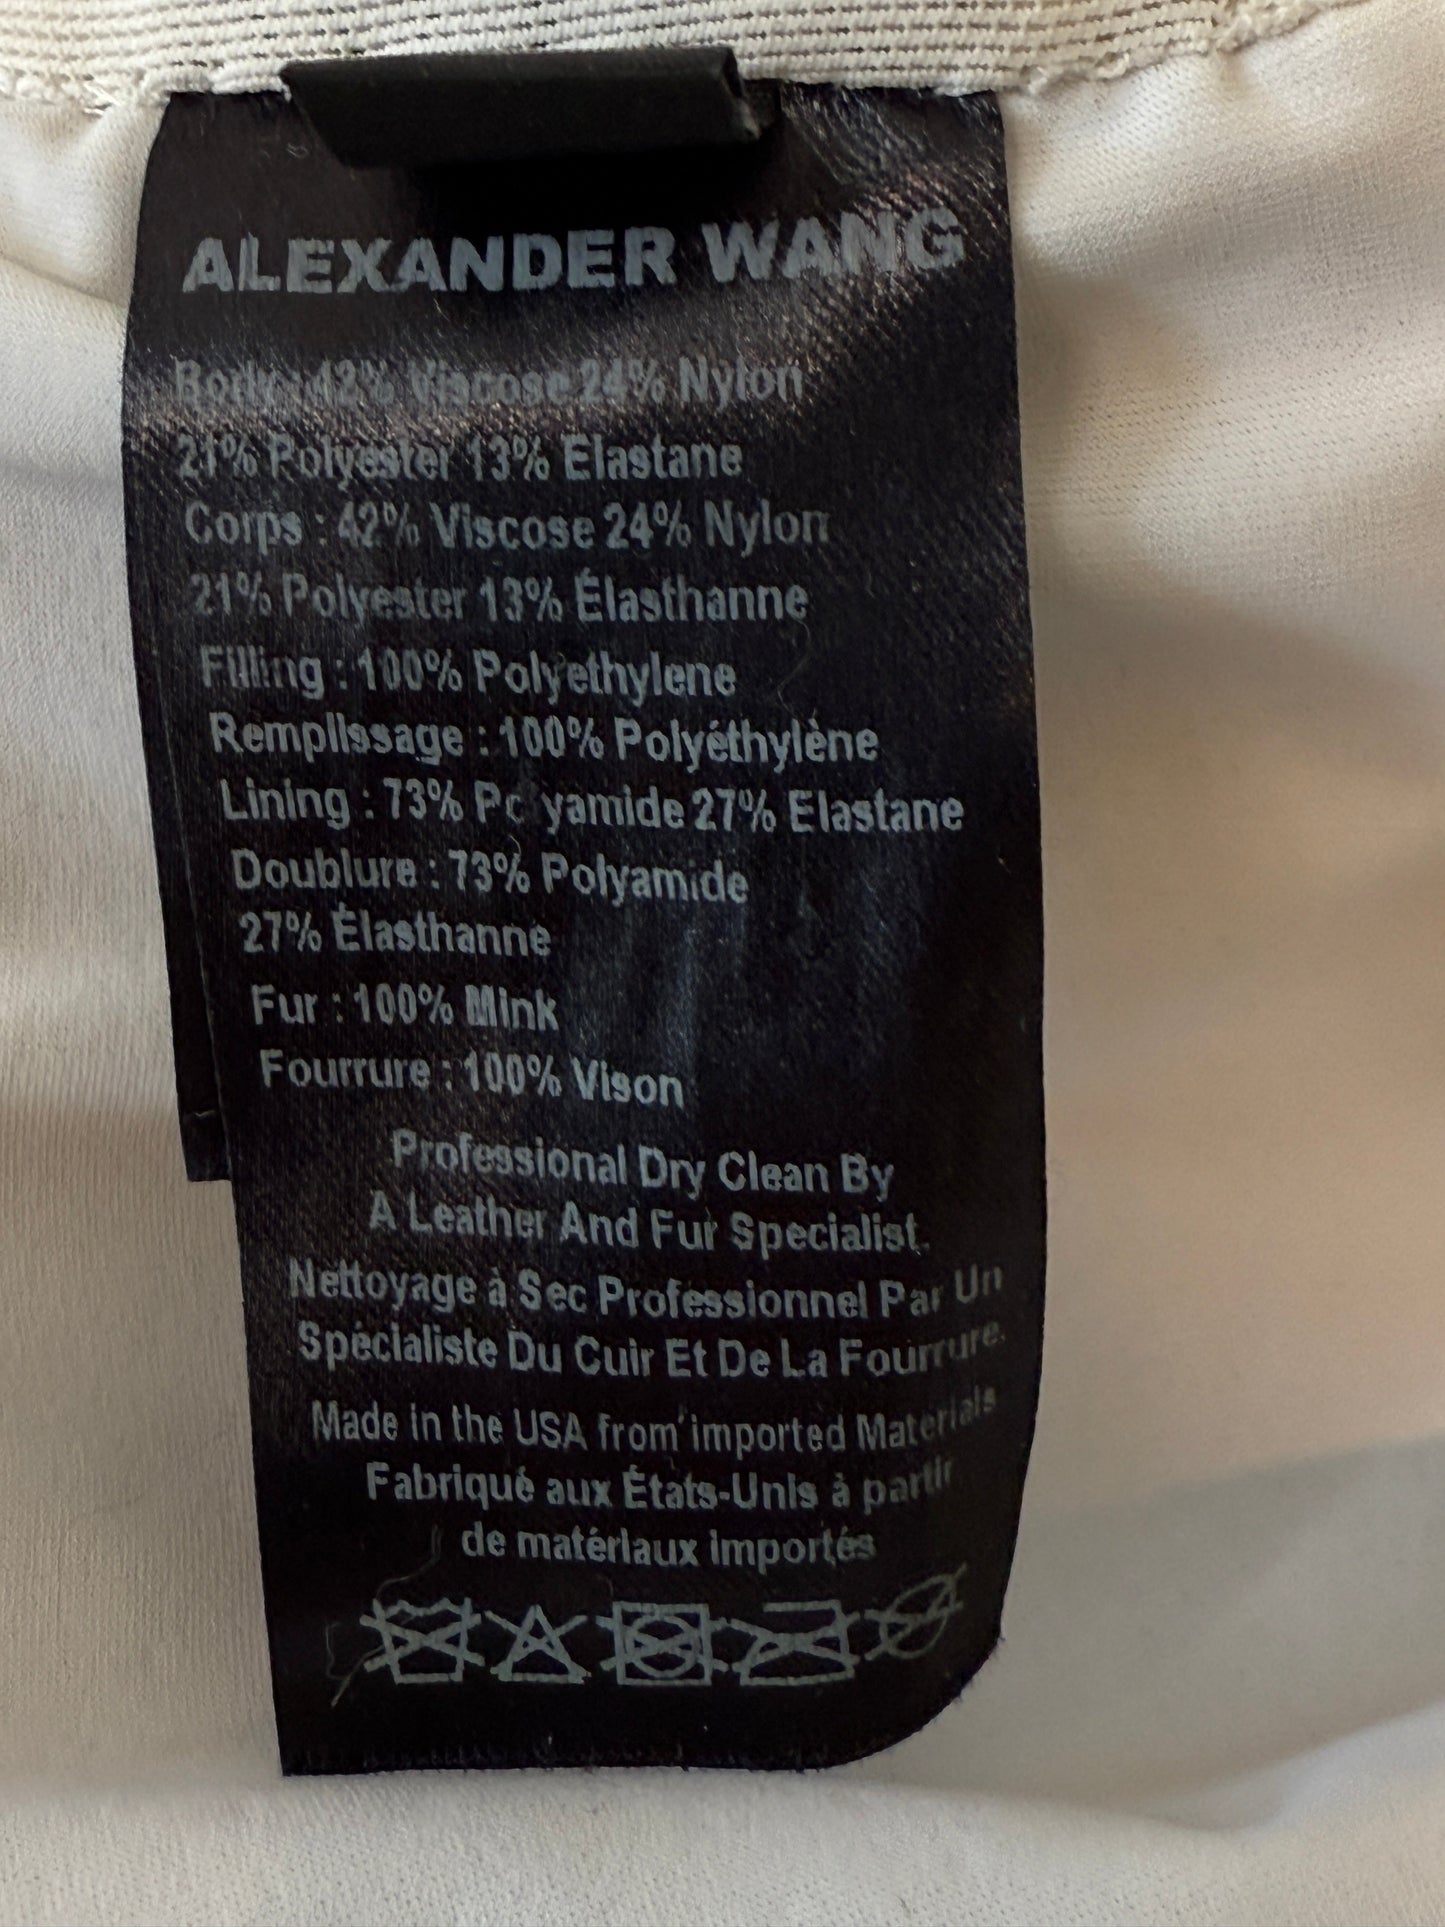 ALEXANDER WANG
Body : 42% Viscose 24% Nylon
21% Polyester 13% Elastane
Corps : 42% Viscose 24% Nylon
21% Polyester 13% Élasthanne
Filling : 100% Polyethylene
Remplissage : 100% Polyéthylène
Lining : 73% Polyamide 27% Elastane
Doublure : 73% Polyamide
27% Élasthanne
Fur : 100% Mink
Fourrure : 100% Vison
Professional Dry Clean By
A Leather And Fur Specialist.
Nettoyage à Sec Professionnel Par Un
Spécialiste Du Cuir Et De La Fourrure.
Made in the USA from imported Materials
Fabriqué aux États-Unis à partir
de matériaux importés